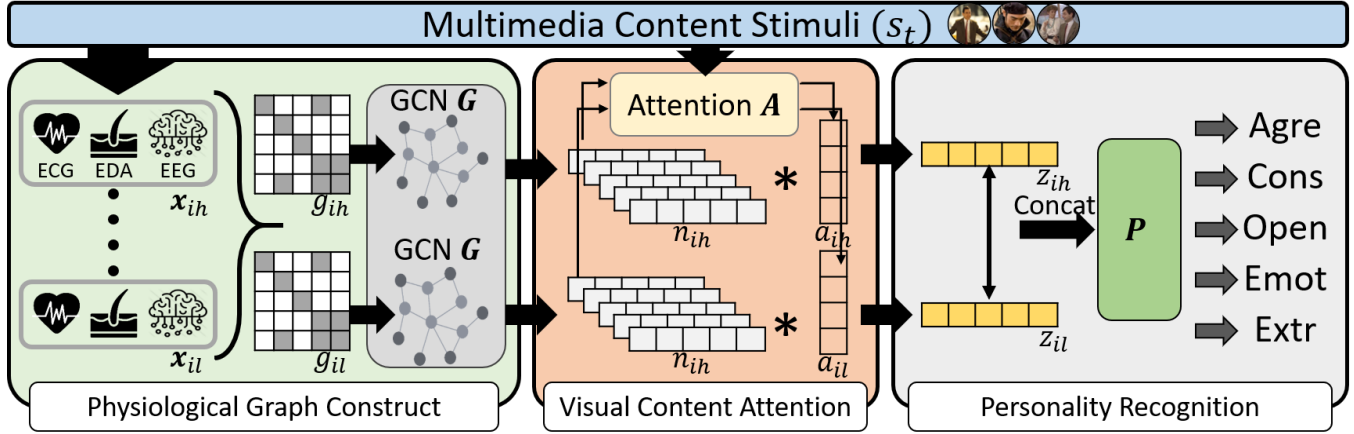 Multimedia Content Stimuli (s_t)
ECG EDA EEG
x_ih
x_il
g_ih
g_il
GCN G
GCN G
Attention A
n_ih
*
a_ih
n_ih
*
a_il
z_ih
Concat
z_il
P
Agre
Cons
Open
Emot
Extr
Physiological Graph Construct
Visual Content Attention
Personality Recognition